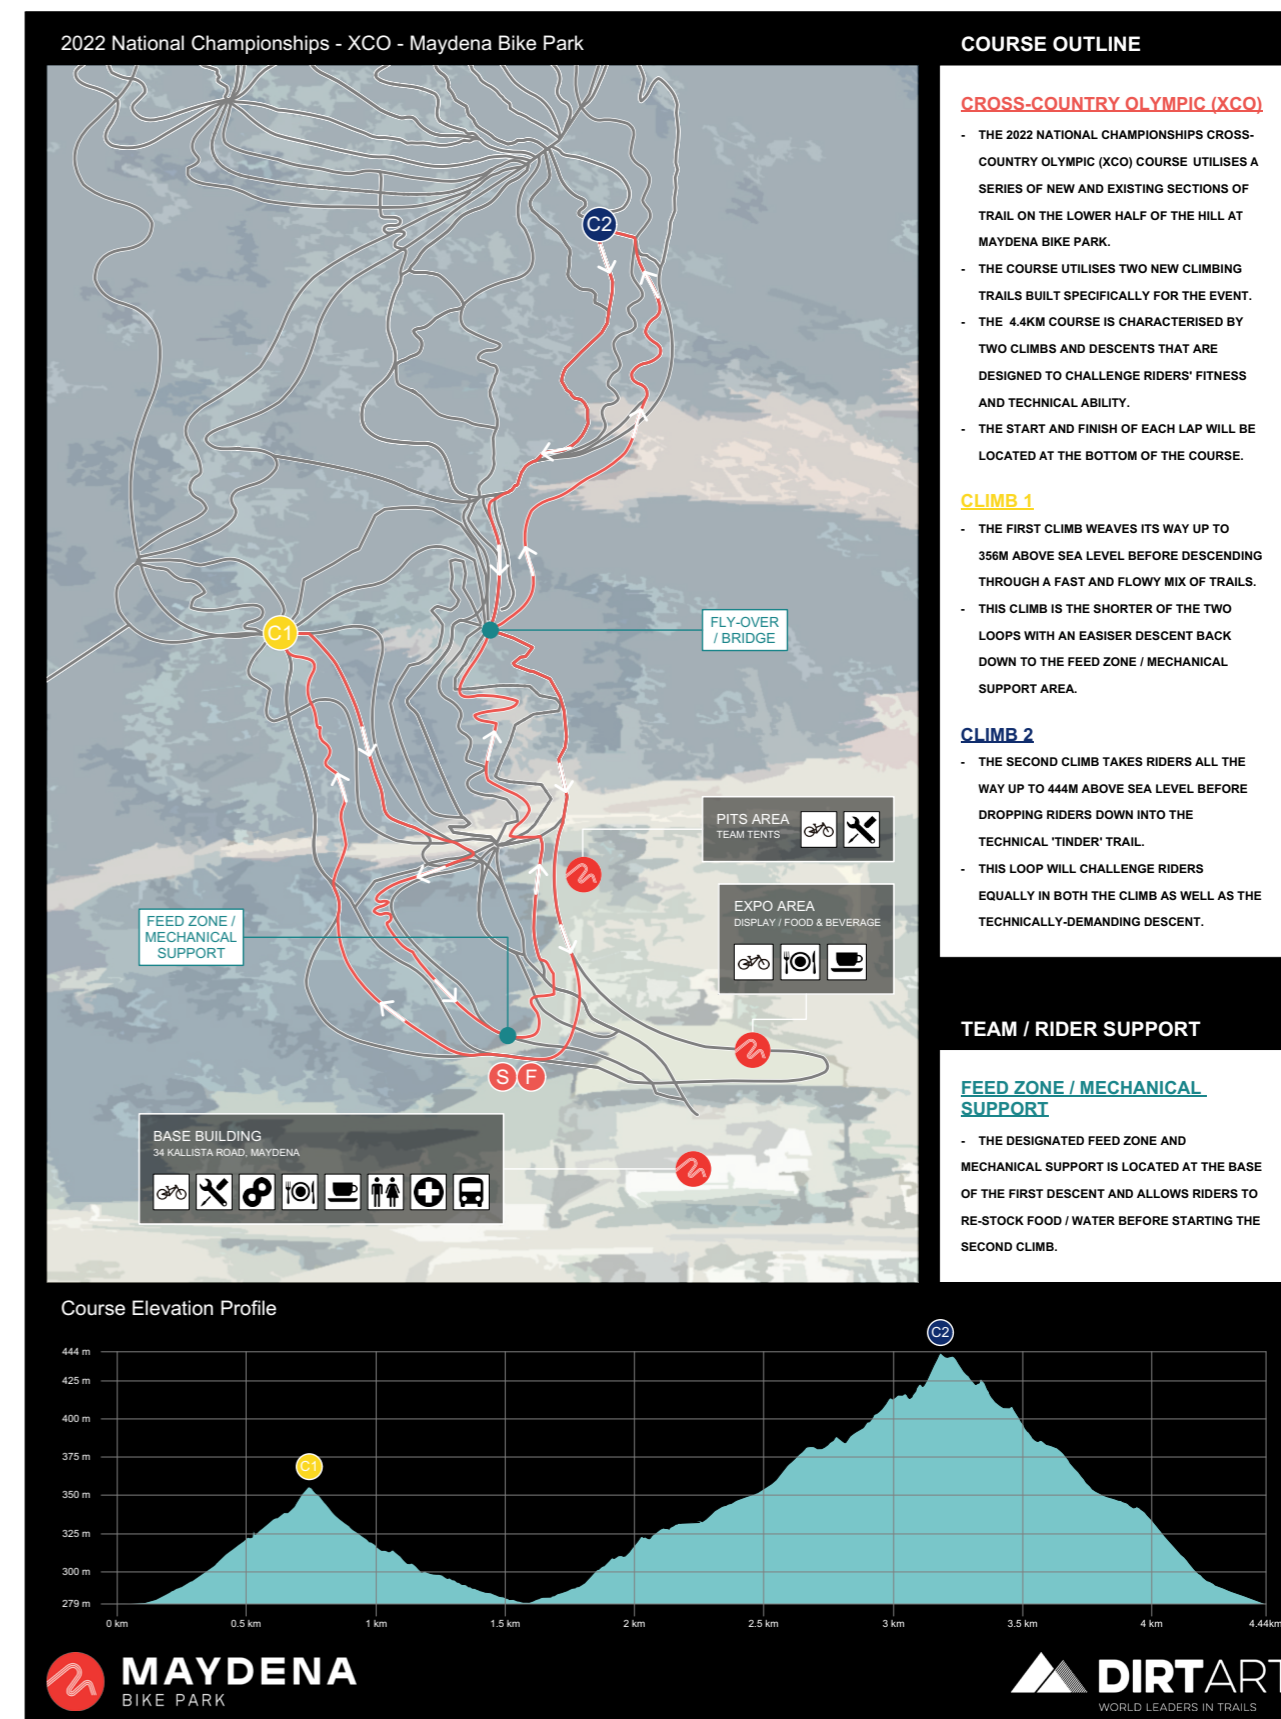 2022 National Championships - XCO - Maydena Bike Park
C2
C1
FLY-OVER
/ BRIDGE
PITS AREA
TEAM TENTS
EXPO AREA
DISPLAY / FOOD & BEVERAGE
FEED ZONE /
MECHANICAL
SUPPORT
S F
BASE BUILDING
34 KALLISTA ROAD, MAYDENA
COURSE OUTLINE
CROSS-COUNTRY OLYMPIC (XCO)
- THE 2022 NATIONAL CHAMPIONSHIPS CROSS-
COUNTRY OLYMPIC (XCO) COURSE UTILISES A
SERIES OF NEW AND EXISTING SECTIONS OF
TRAIL ON THE LOWER HALF OF THE HILL AT
MAYDENA BIKE PARK.
- THE COURSE UTILISES TWO NEW CLIMBING
TRAILS BUILT SPECIFICALLY FOR THE EVENT.
- THE 4.4KM COURSE IS CHARACTERISED BY
TWO CLIMBS AND DESCENTS THAT ARE
DESIGNED TO CHALLENGE RIDERS' FITNESS
AND TECHNICAL ABILITY.
- THE START AND FINISH OF EACH LAP WILL BE
LOCATED AT THE BOTTOM OF THE COURSE.
CLIMB 1
- THE FIRST CLIMB WEAVES ITS WAY UP TO
356M ABOVE SEA LEVEL BEFORE DESCENDING
THROUGH A FAST AND FLOWY MIX OF TRAILS.
- THIS CLIMB IS THE SHORTER OF THE TWO
LOOPS WITH AN EASISER DESCENT BACK
DOWN TO THE FEED ZONE / MECHANICAL
SUPPORT AREA.
CLIMB 2
- THE SECOND CLIMB TAKES RIDERS ALL THE
WAY UP TO 444M ABOVE SEA LEVEL BEFORE
DROPPING RIDERS DOWN INTO THE
TECHNICAL 'TINDER' TRAIL.
- THIS LOOP WILL CHALLENGE RIDERS
EQUALLY IN BOTH THE CLIMB AS WELL AS THE
TECHNICALLY-DEMANDING DESCENT.
TEAM / RIDER SUPPORT
FEED ZONE / MECHANICAL
SUPPORT
- THE DESIGNATED FEED ZONE AND
MECHANICAL SUPPORT IS LOCATED AT THE BASE
OF THE FIRST DESCENT AND ALLOWS RIDERS TO
RE-STOCK FOOD / WATER BEFORE STARTING THE
SECOND CLIMB.
Course Elevation Profile
C2
C1
444 m
425 m
400 m
375 m
350 m
325 m
300 m
279 m
0 km 0.5 km 1 km 1.5 km 2 km 2.5 km 3 km 3.5 km 4 km 4.44km
MAYDENA
BIKE PARK
DIRTART
WORLD LEADERS IN TRAILS